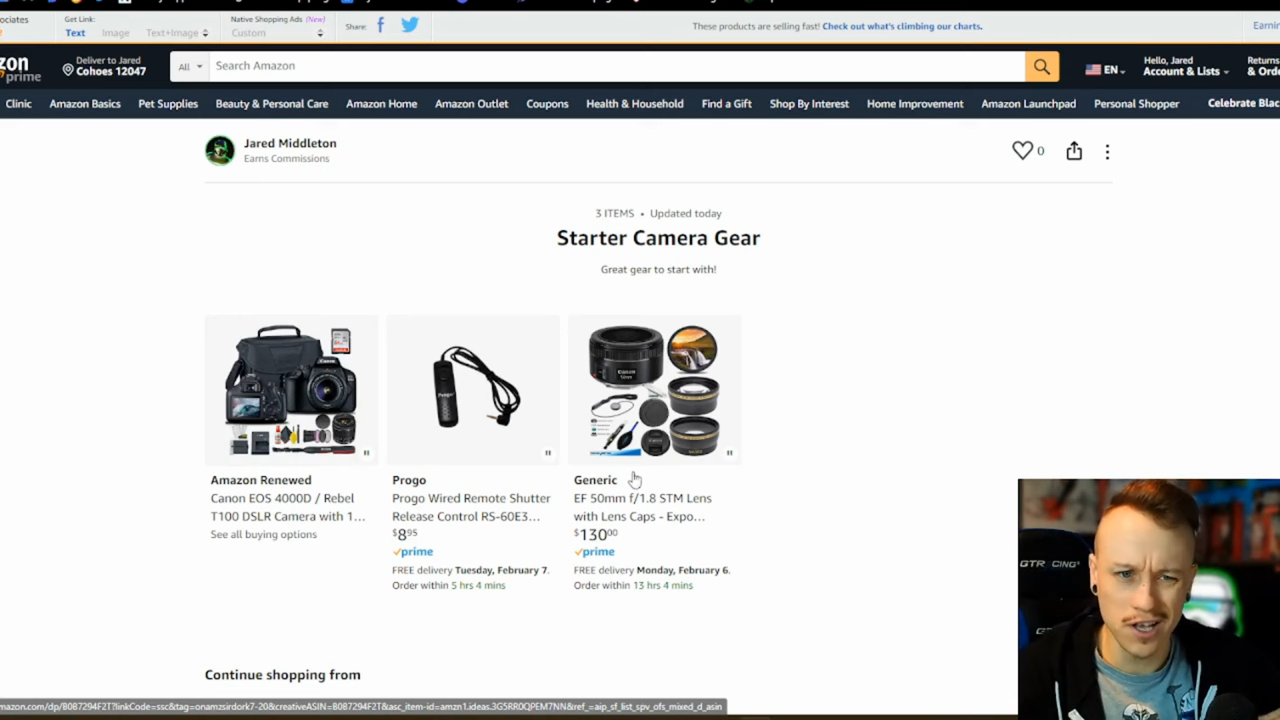 ociates
Get Link:
Text Image Text+Image
Native Shopping Ads (New)
Custom
Share:
These products are selling fast! Check out what's climbing our charts.
Earnin
zon
prime
Deliver to Jared
Cohoes 12047
All
Search Amazon
EN
Hello, Jared
Account & Lists
Returns
& Orde
Clinic Amazon Basics Pet Supplies Beauty & Personal Care Amazon Home Amazon Outlet Coupons Health & Household Find a Gift Shop By Interest Home Improvement Amazon Launchpad Personal Shopper Celebrate Blac
Jared Middleton
Earns Commissions
0
3 ITEMS • Updated today
Starter Camera Gear
Great gear to start with!
Amazon Renewed
Canon EOS 4000D / Rebel
T100 DSLR Camera with 1...
See all buying options
Progo
Progo Wired Remote Shutter
Release Control RS-60E3...
$895
prime
FREE delivery Tuesday, February 7.
Order within 5 hrs 4 mins
Generic
EF 50mm f/1.8 STM Lens
with Lens Caps - Expo...
$13000
prime
FREE delivery Monday, February 6.
Order within 13 hrs 4 mins
GTR CING
Continue shopping from
amazon.com/dp/B087294F2T?linkCode=ssc&tag=onamzsirdork7-20&creativeASIN=B087294F2T&asc_item-id=amzn1.ideas.3G5RR0QPEM7NN&ref_=aip_sf_list_spv_ofs_mixed_d_asin